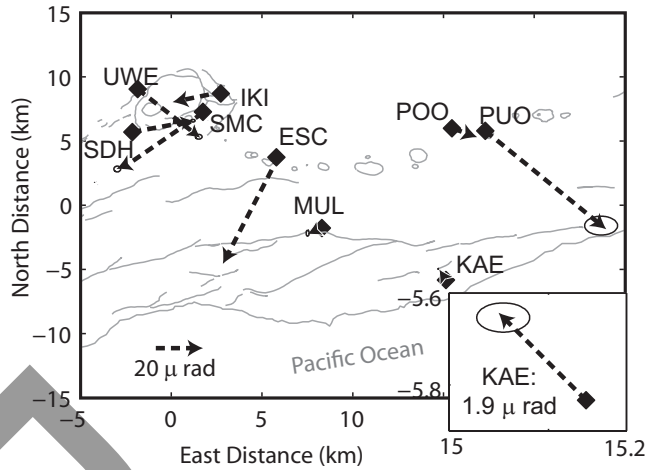 15
10
5
0
−5
−10
−15
North Distance (km)
UWE
IKI
SMC
SDH
ESC
POO
PUO
MUL
KAE
20 μ rad
Pacific Ocean
−5.6
−5.8
KAE:
1.9 μ rad
−5
0
5
10
15
15.2
East Distance (km)